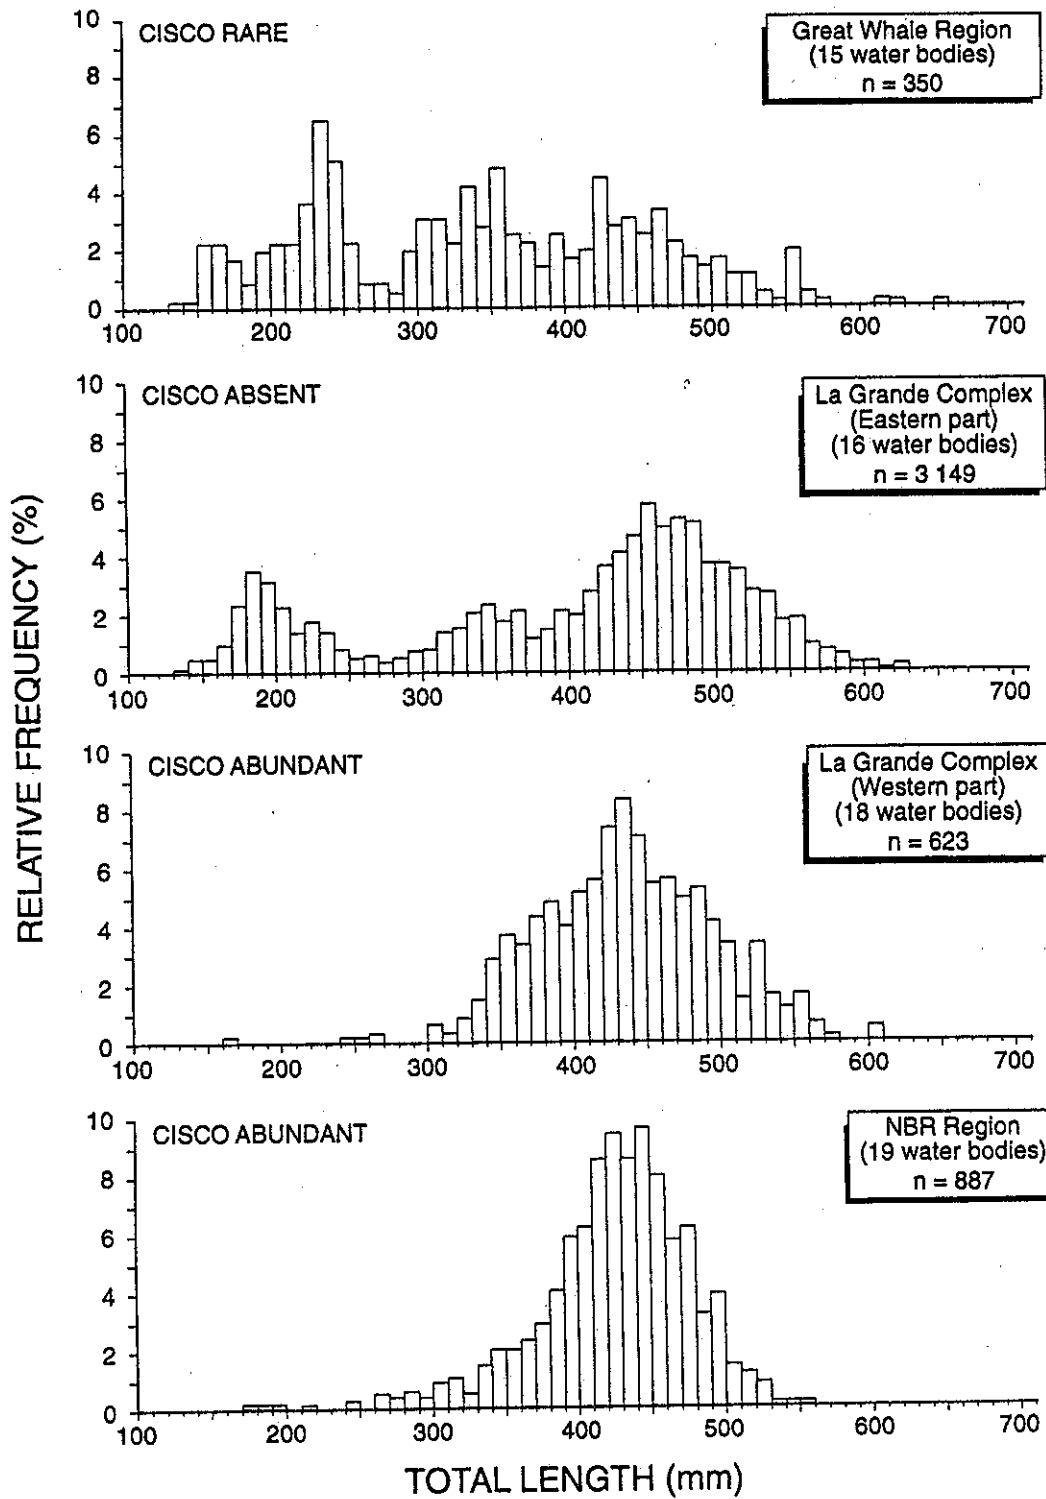 RELATIVE FREQUENCY (%)
10
8
6
4
2
0
CISCO RARE
Great Whale Region
(15 water bodies)
n = 350
100 200 300 400 500 600 700
10
8
6
4
2
0
CISCO ABSENT
La Grande Complex
(Eastern part)
(16 water bodies)
n = 3 149
100 200 300 400 500 600 700
10
8
6
4
2
0
CISCO ABUNDANT
La Grande Complex
(Western part)
(18 water bodies)
n = 623
100 200 300 400 500 600 700
10
8
6
4
2
0
CISCO ABUNDANT
NBR Region
(19 water bodies)
n = 887
100 200 300 400 500 600 700
TOTAL LENGTH (mm)